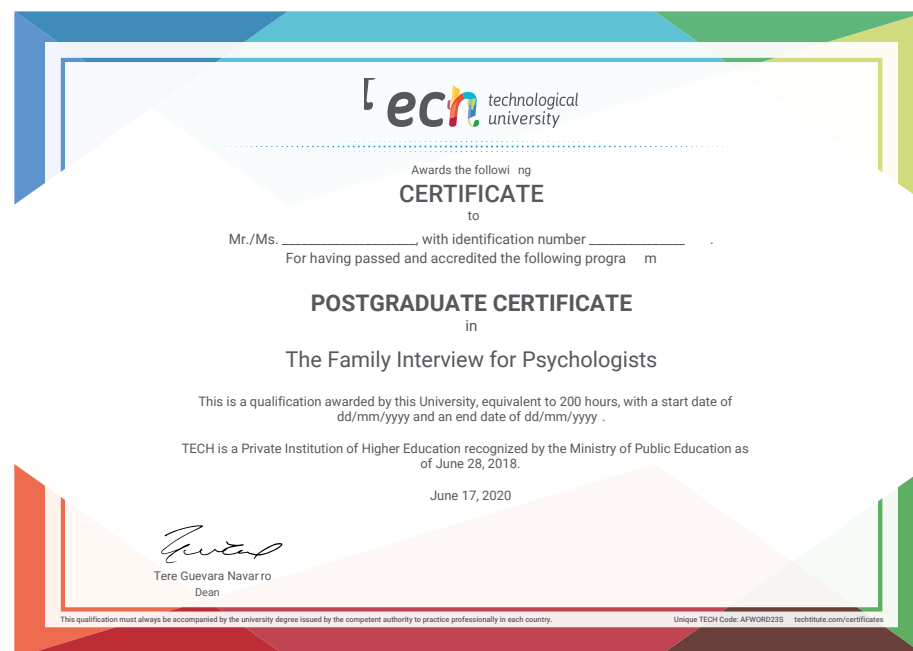 tech technological
university
Awards the followi ng
CERTIFICATE
to
Mr./Ms. _____________________, with identification number _______________ .
For having passed and accredited the following progra m
POSTGRADUATE CERTIFICATE
in
The Family Interview for Psychologists
This is a qualification awarded by this University, equivalent to 200 hours, with a start date of
dd/mm/yyyy and an end date of dd/mm/yyyy .
TECH is a Private Institution of Higher Education recognized by the Ministry of Public Education as
of June 28, 2018.
June 17, 2020
Tere Guevara Navar ro
Dean
This qualification must always be accompanied by the university degree issued by the competent authority to practice professionally in each country.
Unique TECH Code: AFWORD23S techtitute.com/certificates